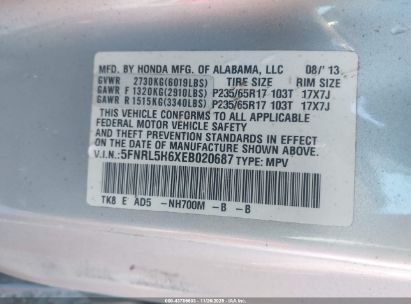 MFD. BY HONDA MFG. OF ALABAMA, LLC 08/'13
GVWR 2730KG(6019LBS) TIRE SIZE RIM SIZE
GAWR F 1320KG(2910LBS) P235/65R17 103T 17X7J
GAWR R 1515KG(3340LBS) P235/65R17 103T 17X7J
THIS VEHICLE CONFORMS TO ALL APPLICABLE
FEDERAL MOTOR VEHICLE SAFETY, BUMPER,
AND THEFT PREVENTION STANDARDS IN EFFECT
ON THE DATE OF MANUFACTURE SHOWN ABOVE.
V.I.N.:5FNRL5H6XEB020687 TYPE: MPV
TK8 E AD5 -NH700M -B -B